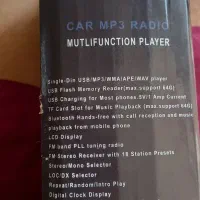 CAR MP3 RADIO
MUTLIFUNCTION PLAYER
Single-Din USB/MP3/WMA/APE/WAV player
USB Flash Memory Reader(max.support 64G)
USB Charging for Most phones.5V/1 Amp Current
TF Card Slot for Music Playback (max.support 64G)
Bluetooth Hands-free with call reception and music
playback from mobile phone
LCD Display
FM band PLL tuning radio
FM Stereo Receiver with 18 Station Presets
Stereo/Mono Selector
LOC/DX Selector
Repeat/Random/Intro Play
Digital Clock Display